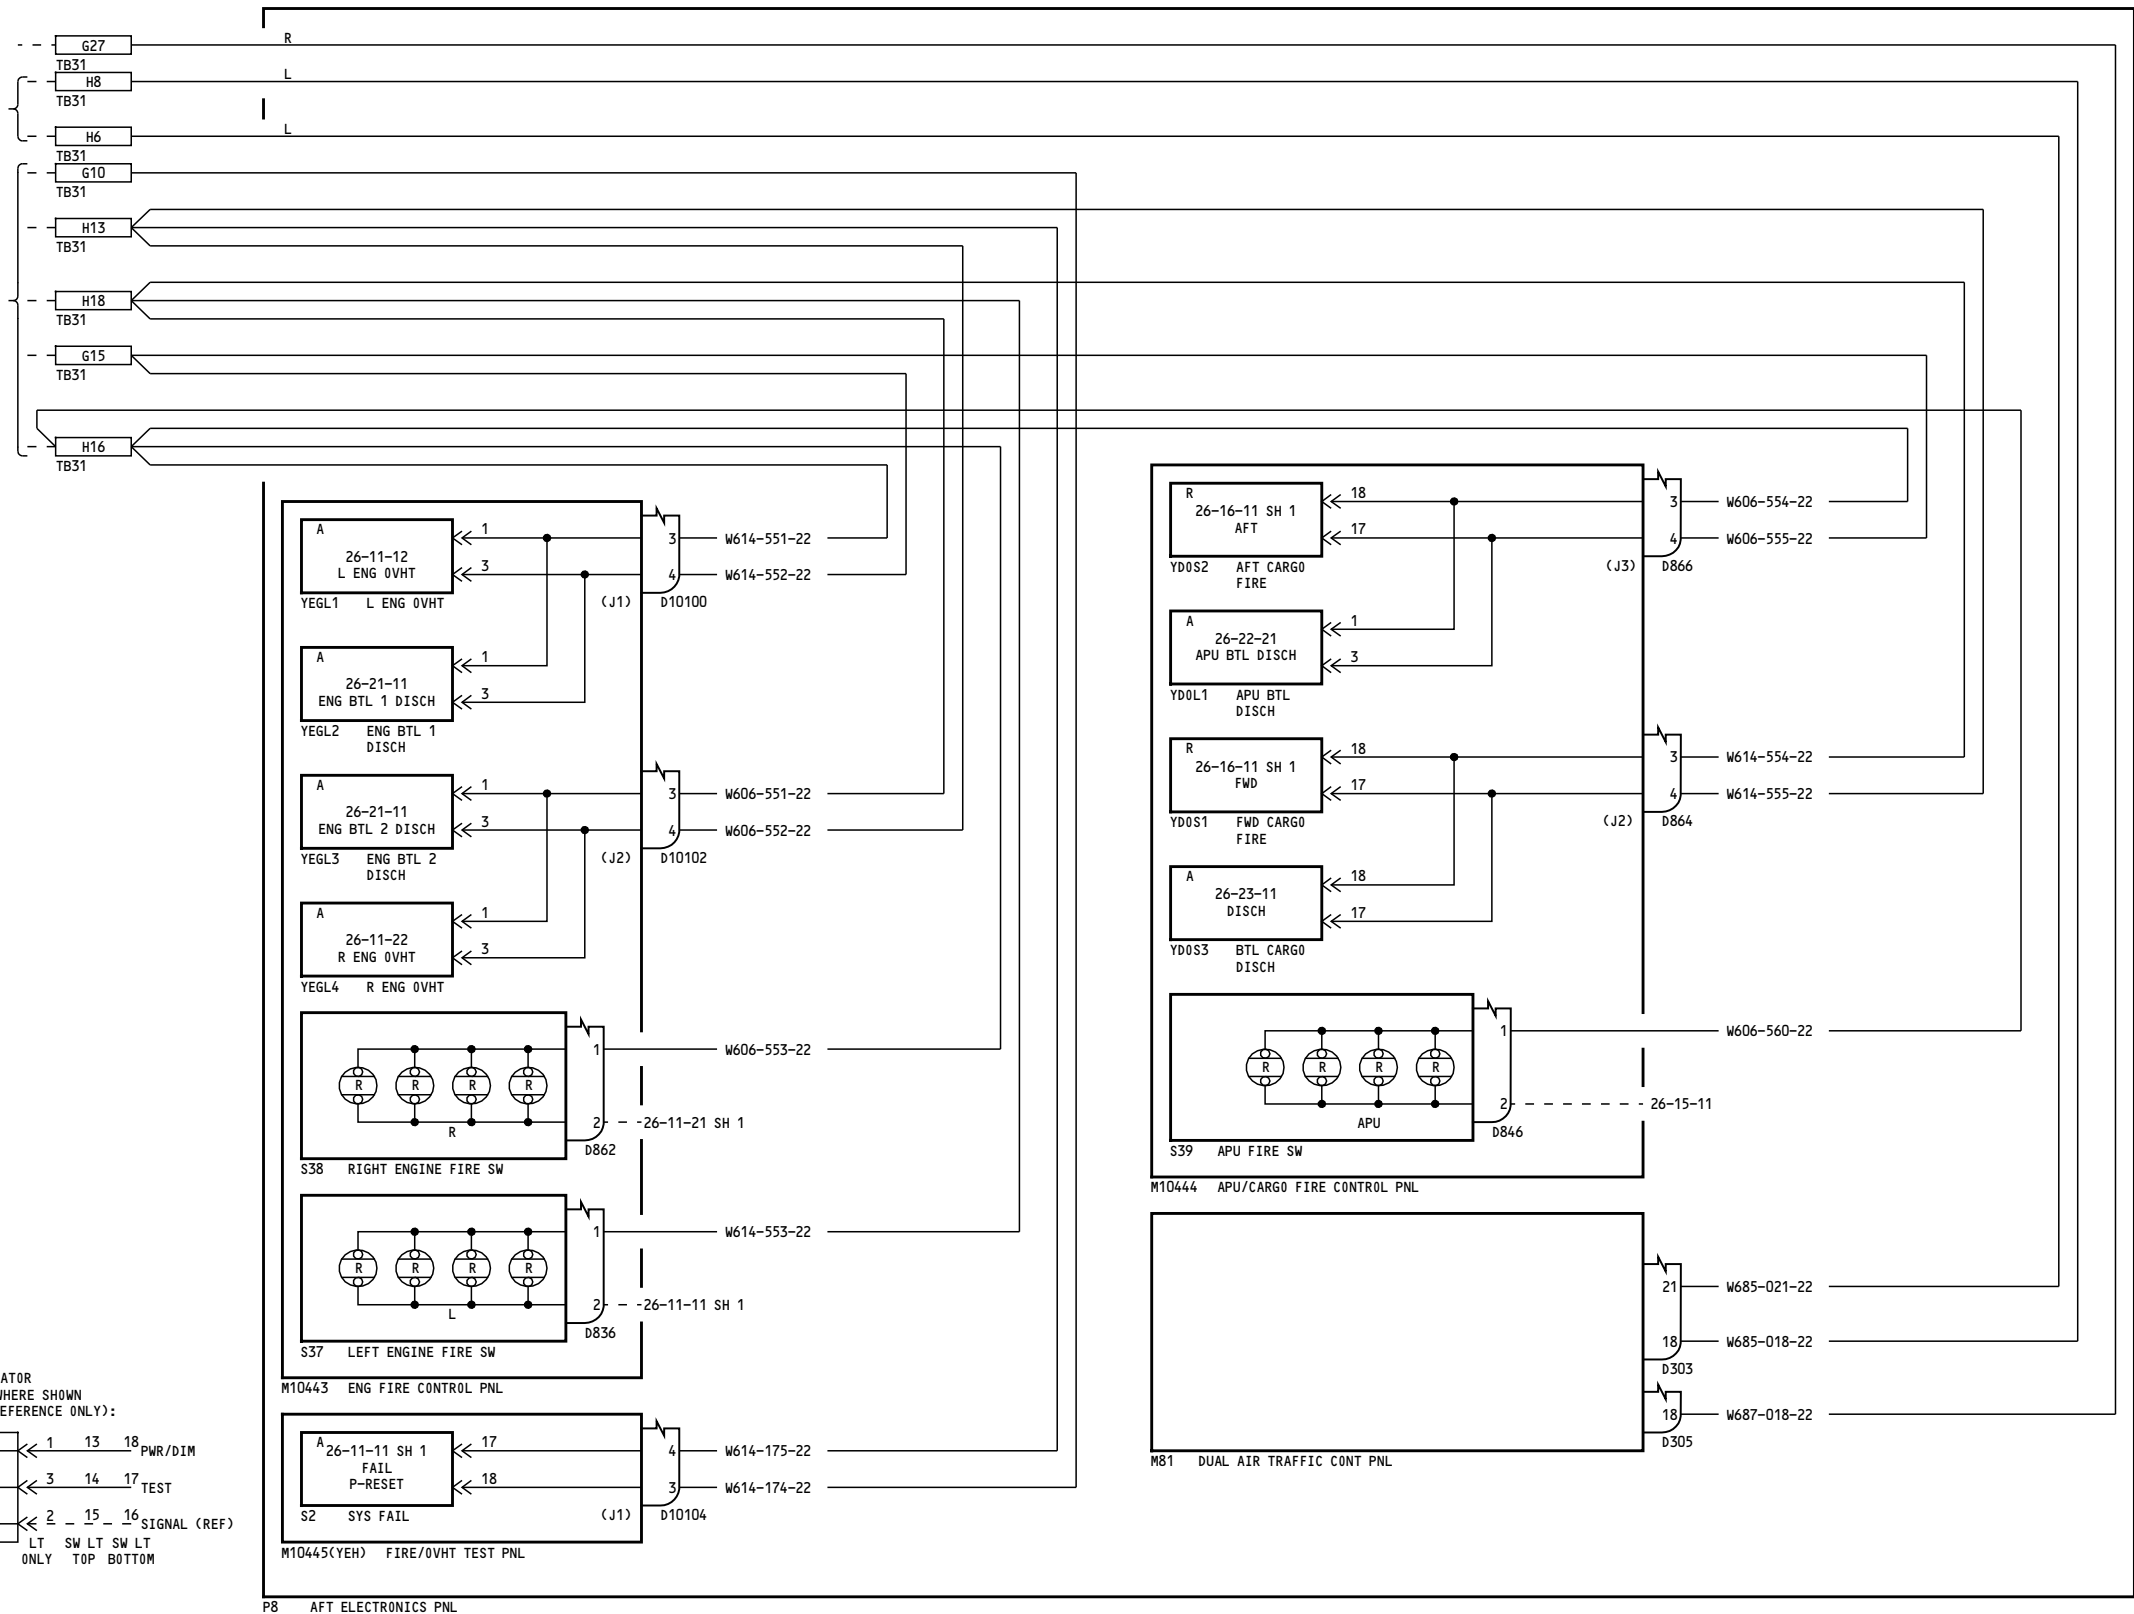 G27
TB31
R
H8
TB31
L
H6
TB31
L
G10
TB31
H13
TB31
H18
TB31
G15
TB31
H16
TB31
A
26-11-12
L ENG OVHT
1
3
YEGL1 L ENG OVHT
(J1)
3
4
D10100
W614-551-22
W614-552-22
A
26-21-11
ENG BTL 1 DISCH
1
3
YEGL2 ENG BTL 1
DISCH
A
26-21-11
ENG BTL 2 DISCH
1
3
YEGL3 ENG BTL 2
DISCH
(J2)
3
4
D10102
W606-551-22
W606-552-22
A
26-11-22
R ENG OVHT
1
3
YEGL4 R ENG OVHT
R R R R
R
1
2
D862
W606-553-22
26-11-21 SH 1
S38 RIGHT ENGINE FIRE SW
R R R R
L
1
2
D836
W614-553-22
26-11-11 SH 1
S37 LEFT ENGINE FIRE SW
M10443 ENG FIRE CONTROL PNL
A
26-11-11 SH 1
FAIL
P-RESET
17
18
S2 SYS FAIL
(J1)
4
3
D10104
W614-175-22
W614-174-22
M10445(YEH) FIRE/OVHT TEST PNL
P8 AFT ELECTRONICS PNL
R
26-16-11 SH 1
AFT
18
17
YDOS2 AFT CARGO
FIRE
(J3)
3
4
D866
W606-554-22
W606-555-22
A
26-22-21
APU BTL DISCH
1
3
YDOL1 APU BTL
DISCH
R
26-16-11 SH 1
FWD
18
17
YDOS1 FWD CARGO
FIRE
(J2)
3
4
D864
W614-554-22
W614-555-22
A
26-23-11
DISCH
18
17
YDOS3 BTL CARGO
DISCH
R R R R
APU
1
2
D846
W606-560-22
26-15-11
S39 APU FIRE SW
M10444 APU/CARGO FIRE CONTROL PNL
21
18
D303
W685-021-22
W685-018-22
18
D305
W687-018-22
M81 DUAL AIR TRAFFIC CONT PNL
ATOR
WHERE SHOWN
EFERENCE ONLY):
1 13 18 PWR/DIM
3 14 17 TEST
2 15 16 SIGNAL (REF)
LT SW LT SW LT
ONLY TOP BOTTOM